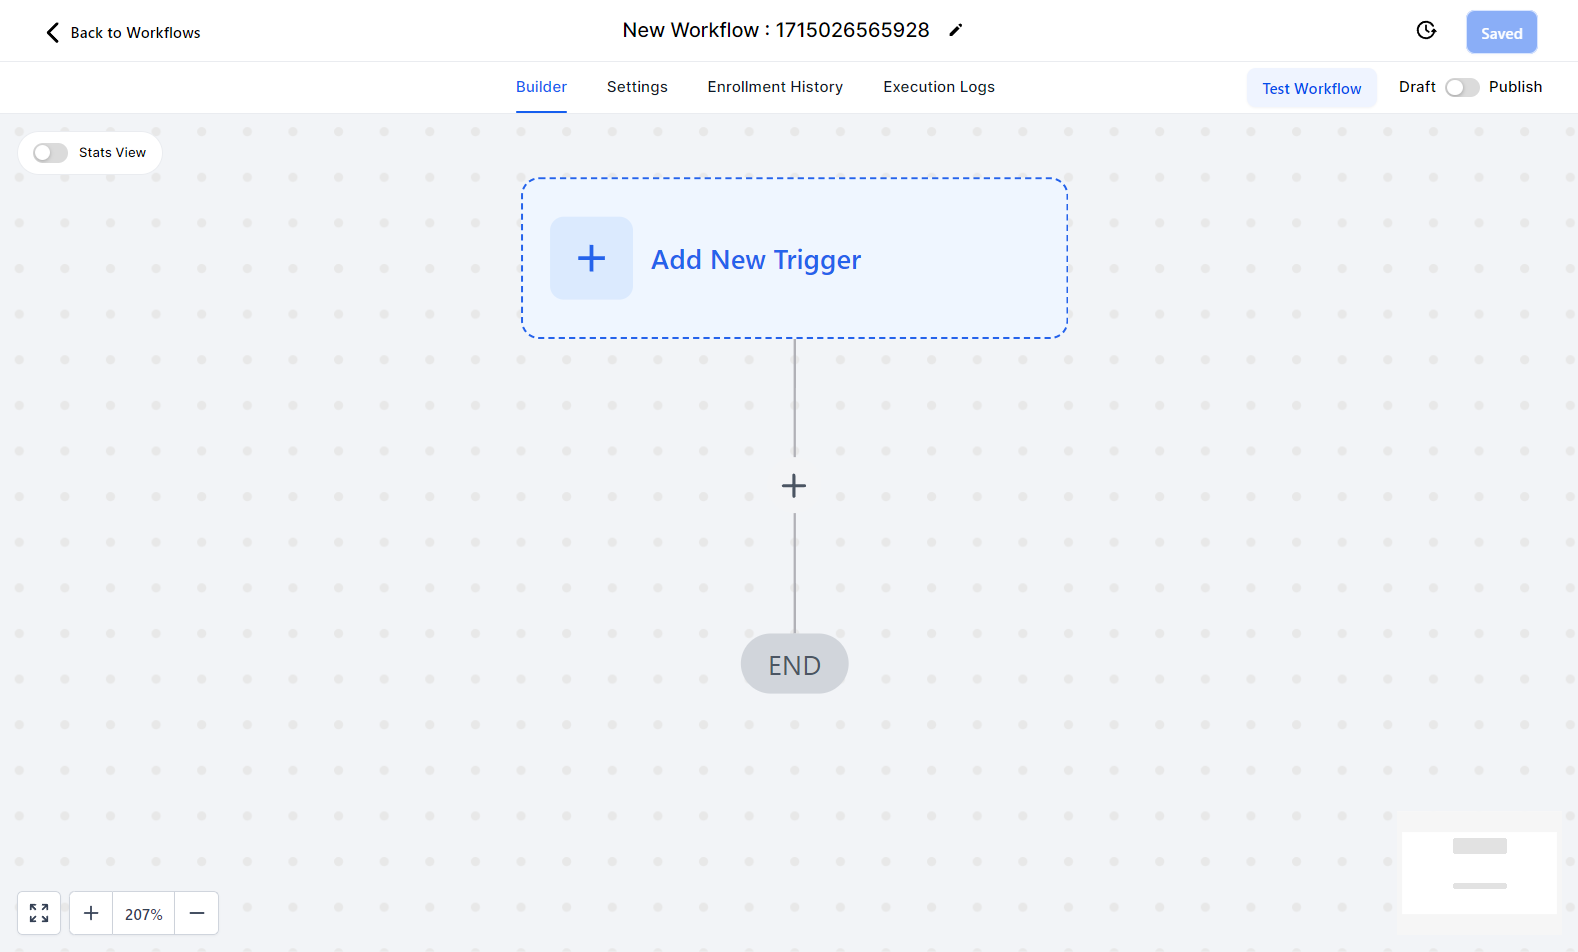 Back to Workflows
New Workflow : 1715026565928
Saved
Builder
Settings
Enrollment History
Execution Logs
Test Workflow
Draft
Publish
Stats View
Add New Trigger
END
207%